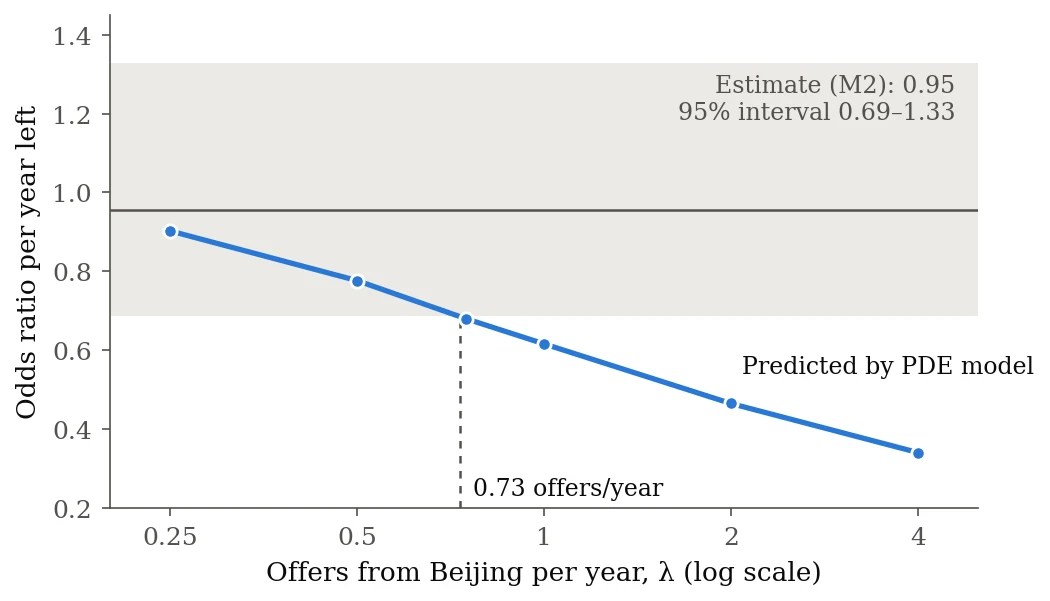 Odds ratio per year left
1.4
1.2
1.0
0.8
0.6
0.4
0.2
Estimate (M2): 0.95
95% interval 0.69–1.33
Predicted by PDE model
0.73 offers/year
0.25 0.5 1 2 4
Offers from Beijing per year, λ (log scale)